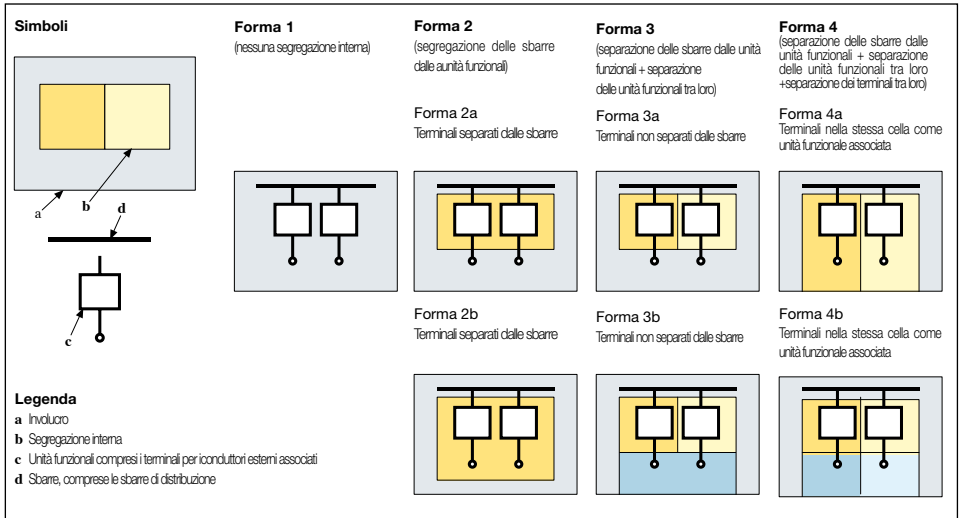 Simboli
a
b
d
c
Legenda
a Involucro
b Segregazione interna
c Unità funzionali compresi i terminali per iconduttori esterni associati
d Sbarre, comprese le sbarre di distribuzione
Forma 1
(nessuna segregazione interna)
Forma 2
(segregazione delle sbarre
dalle aunità funzionali)
Forma 2a
Terminali separati dalle sbarre
Forma 2b
Terminali separati dalle sbarre
Forma 3
(separazione delle sbarre dalle unità
funzionali + separazione
delle unità funzionali tra loro)
Forma 3a
Terminali non separati dalle sbarre
Forma 3b
Terminali non separati dalle sbarre
Forma 4
(separazione delle sbarre dalle
unità funzionali + separazione
delle unità funzionali tra loro
+separazione dei terminali tra loro)
Forma 4a
Terminali nella stessa cella come
unità funzionale associata
Forma 4b
Terminali nella stessa cella come
unità funzionale associata